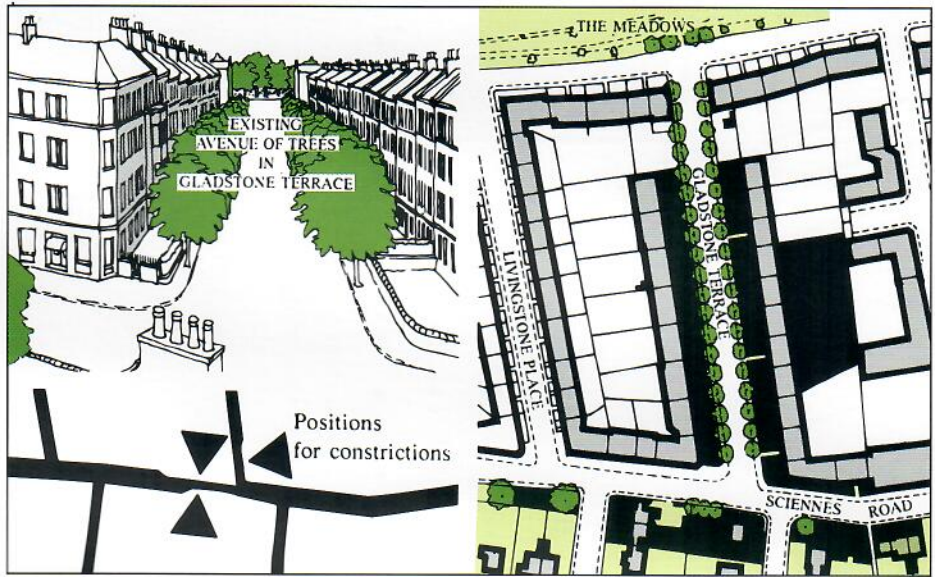 EXISTING
AVENUE OF TREES
IN
GLADSTONE TERRACE
Positions
for constrictions
THE MEADOWS
GLADSTONE TERRACE
LIVINGSTONE PLACE
SCIENNES ROAD